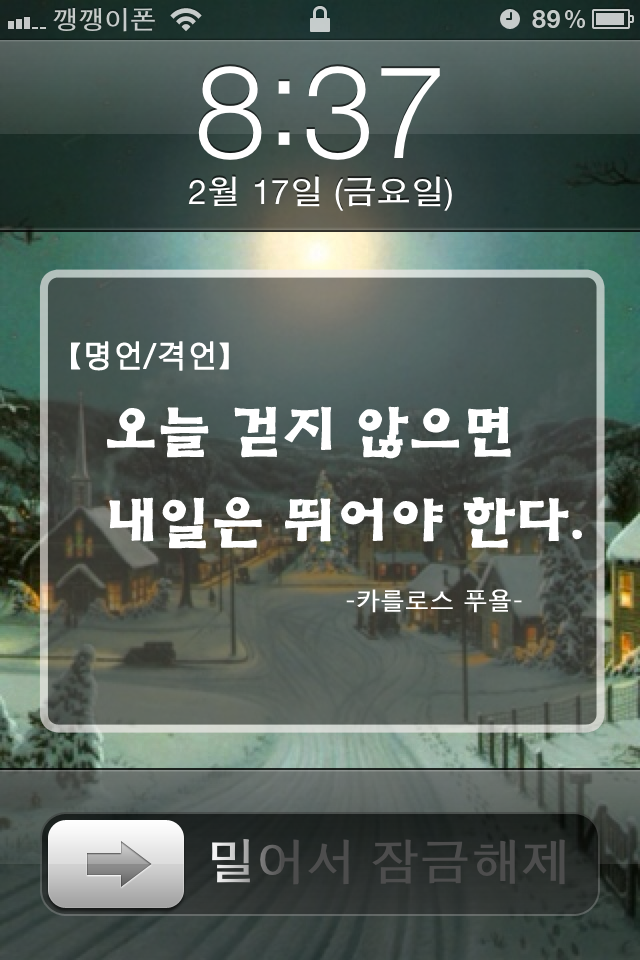 깽깽이폰 89%
8:37
2월 17일 (금요일)
【명언/격언】
오늘 걷지 않으면
내일은 뛰어야 한다.
-카를로스 푸욜-
밀어서 잠금해제